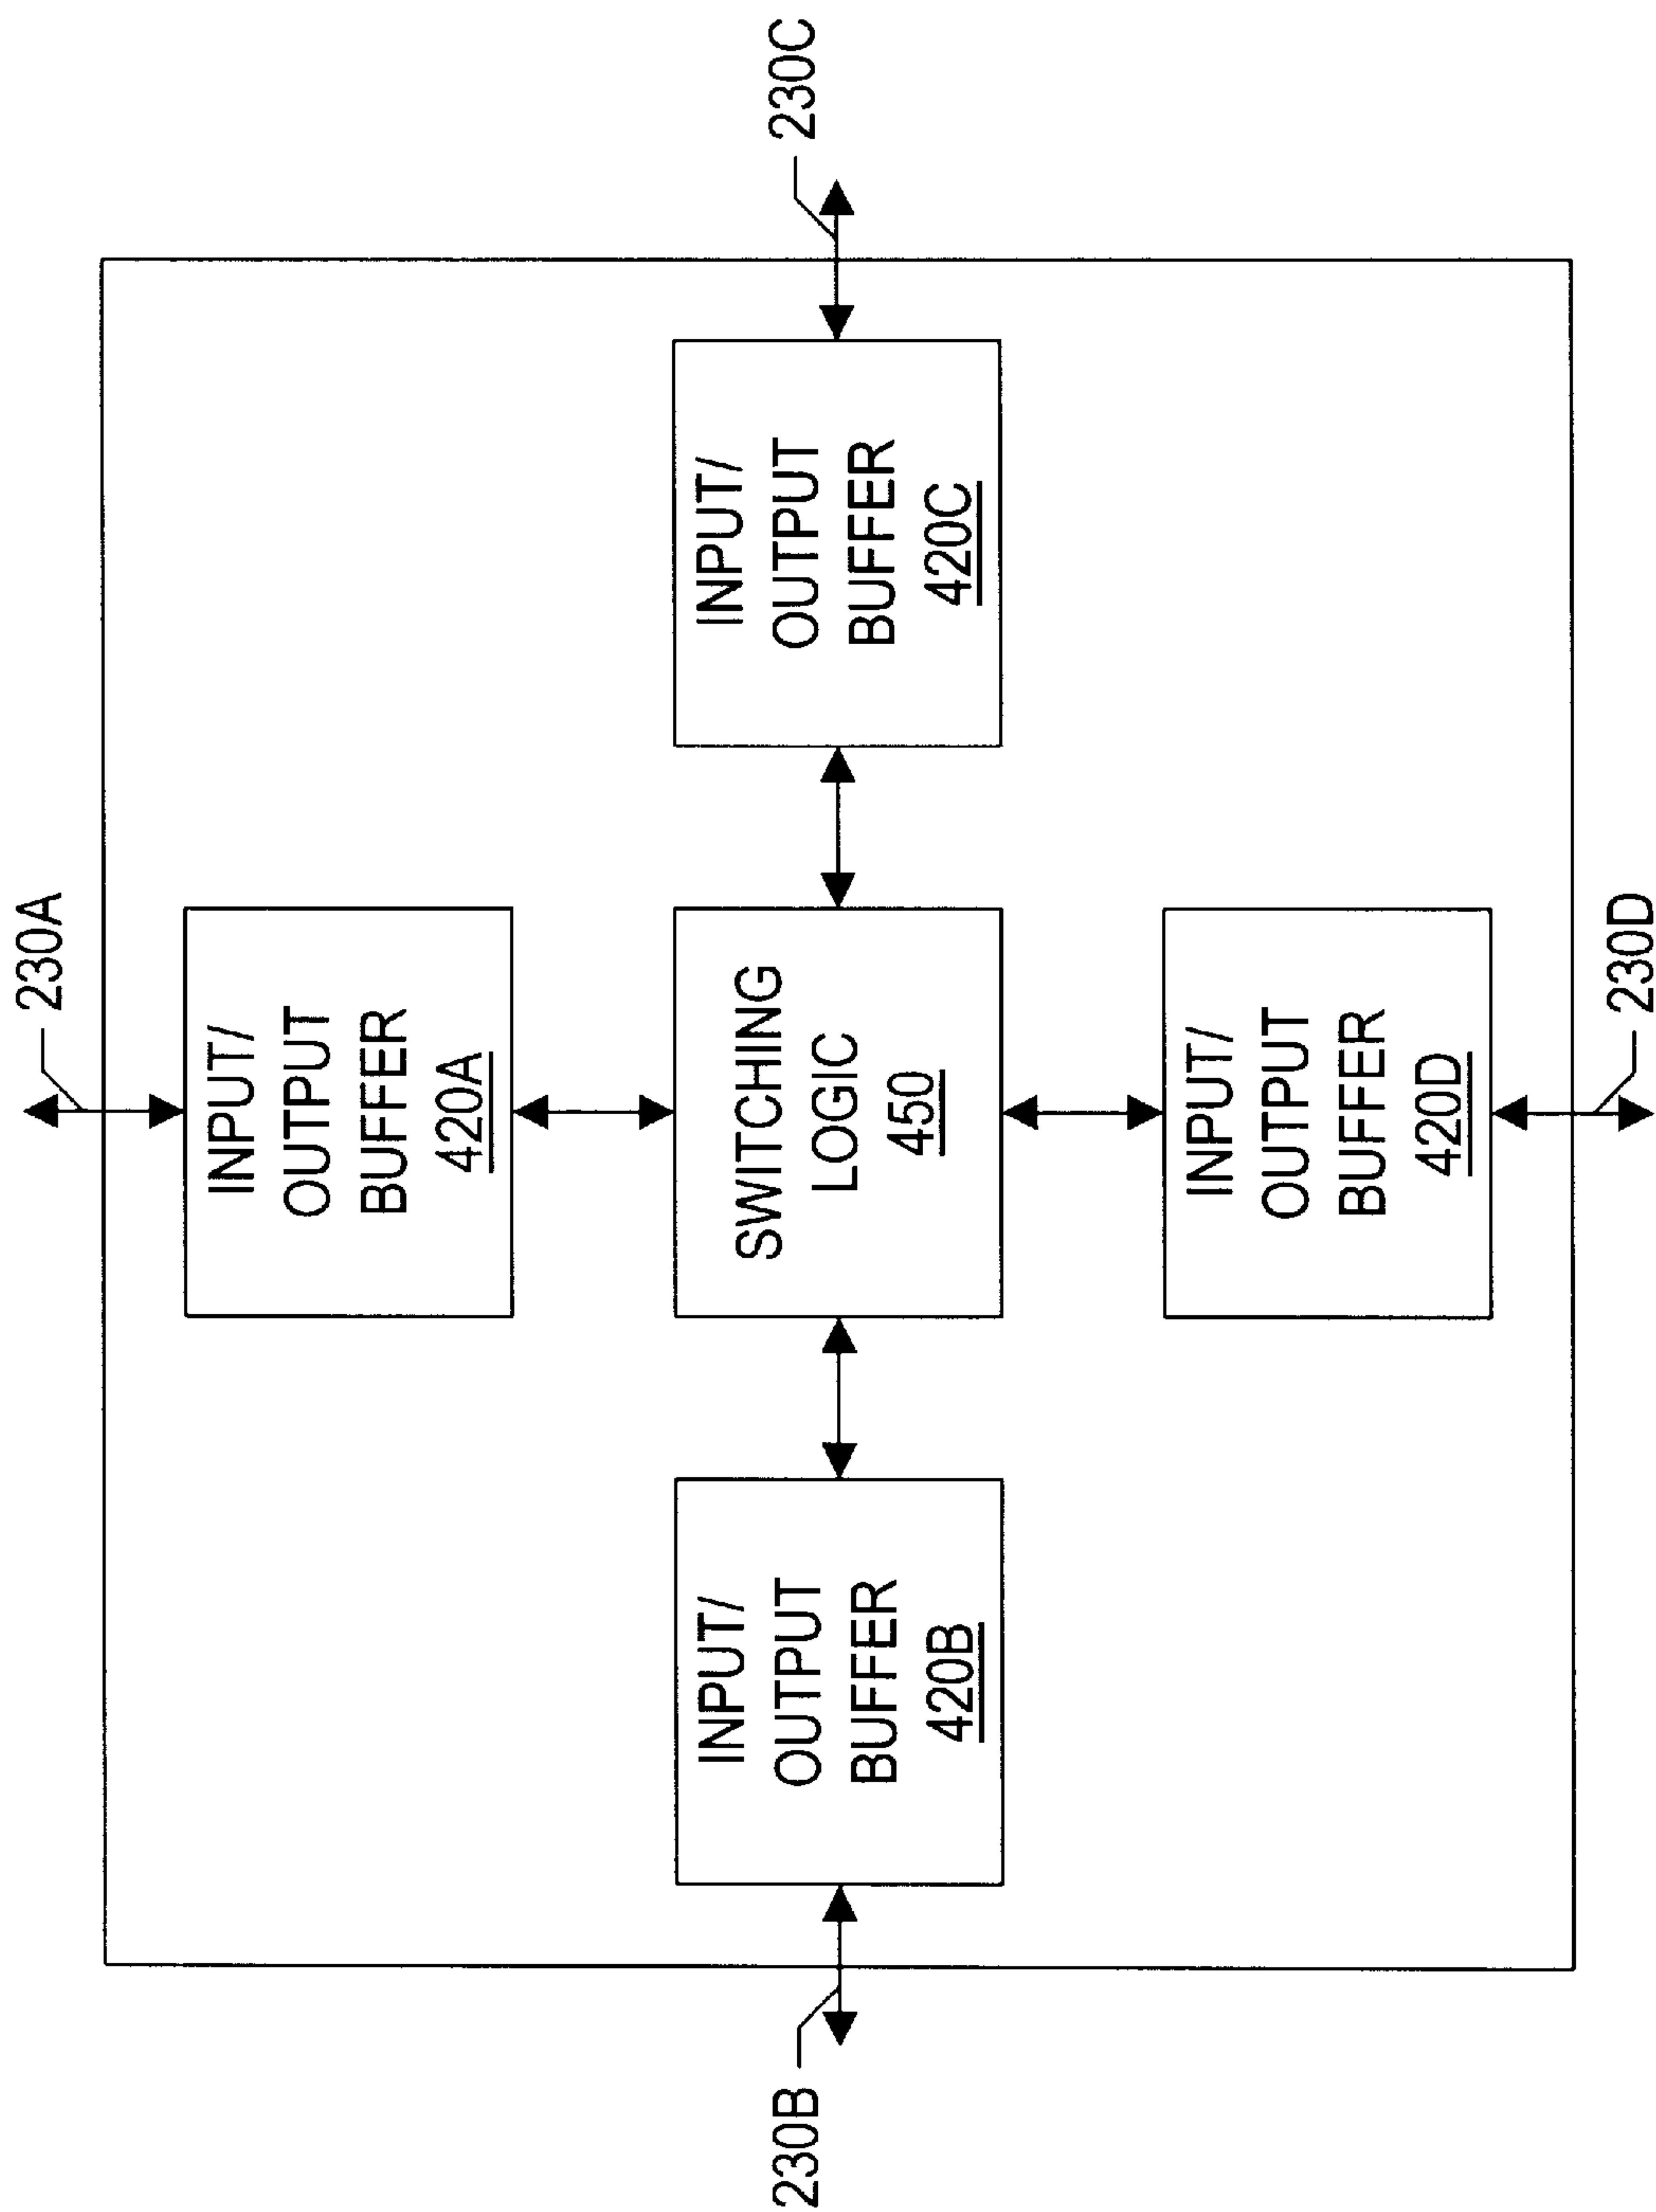 230A
INPUT/
OUTPUT
BUFFER
420A
230B
INPUT/
OUTPUT
BUFFER
420B
SWITCHING
LOGIC
450
INPUT/
OUTPUT
BUFFER
420C
230C
INPUT/
OUTPUT
BUFFER
420D
230D